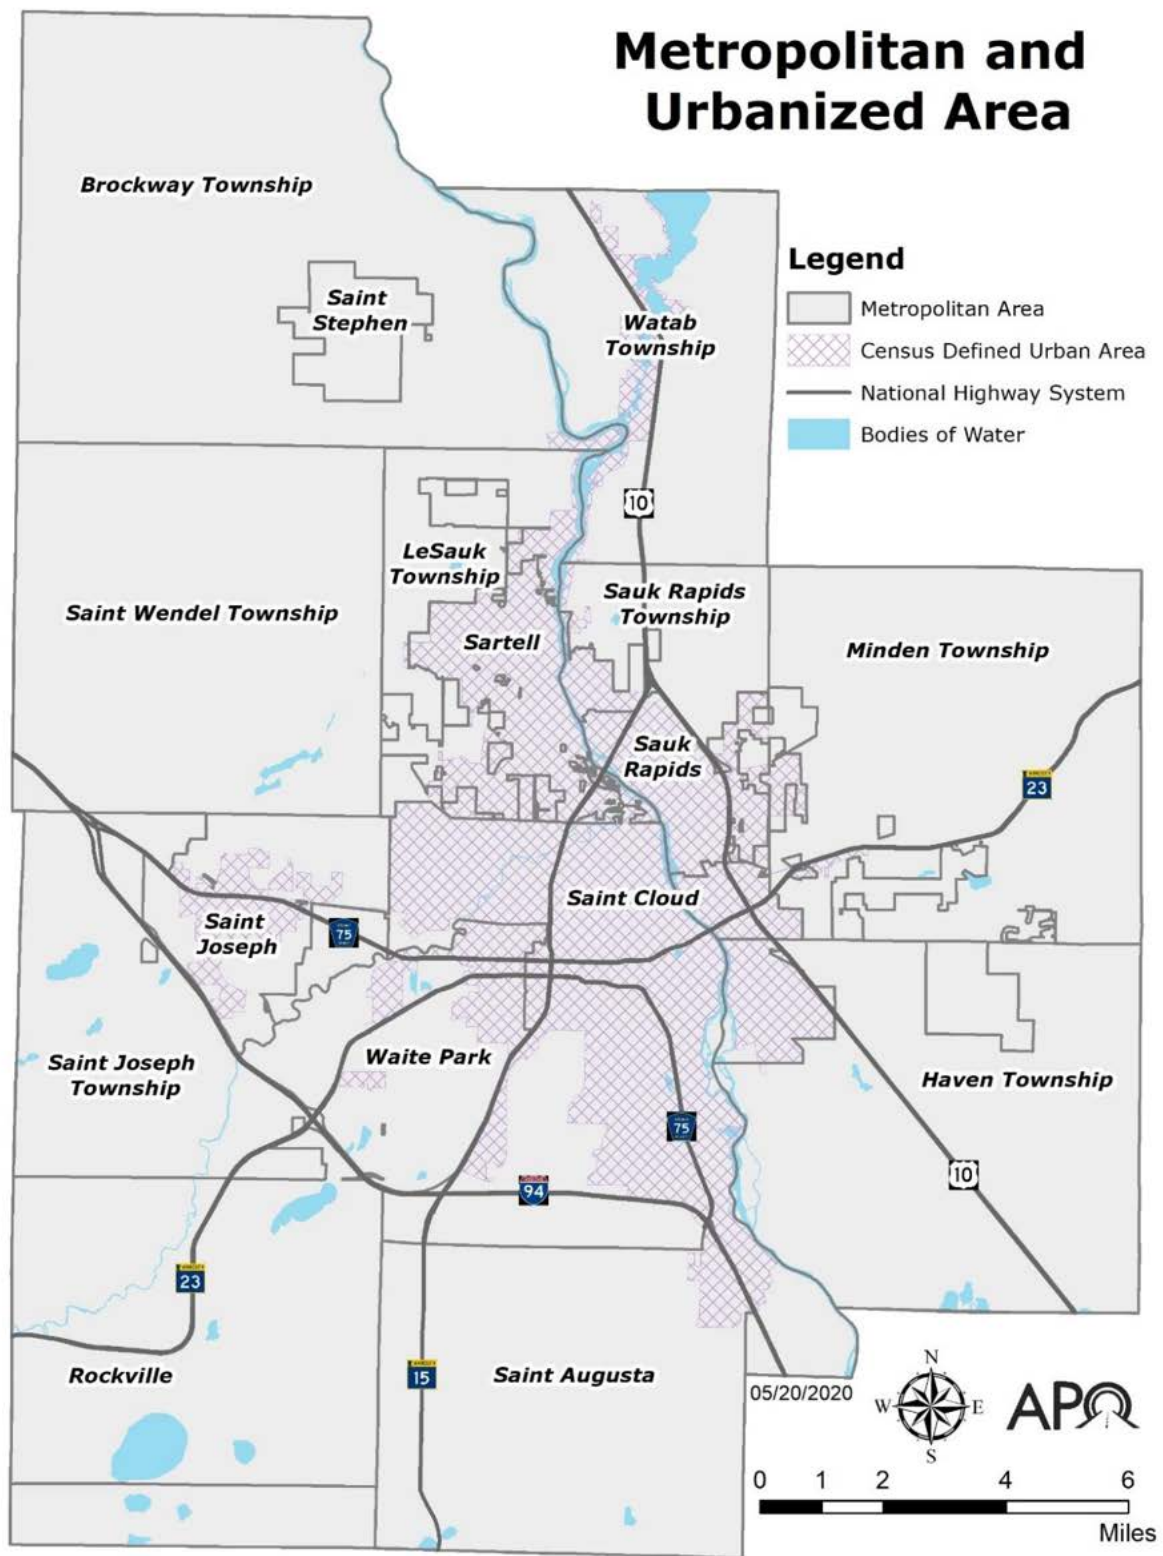 Metropolitan and
Urbanized Area
Brockway Township
Saint
Stephen
Watab
Township
Legend
Metropolitan Area
Census Defined Urban Area
National Highway System
Bodies of Water
10
LeSauk
Township
Sauk Rapids
Township
Saint Wendel Township
Sartell
Minden Township
Sauk
Rapids
23
Saint Cloud
Saint
Joseph
75
Saint Joseph
Township
Waite Park
Haven Township
75
10
94
23
Rockville
15
Saint Augusta
05/20/2020
N
W
E
S
APO
0 1 2 4 6
Miles